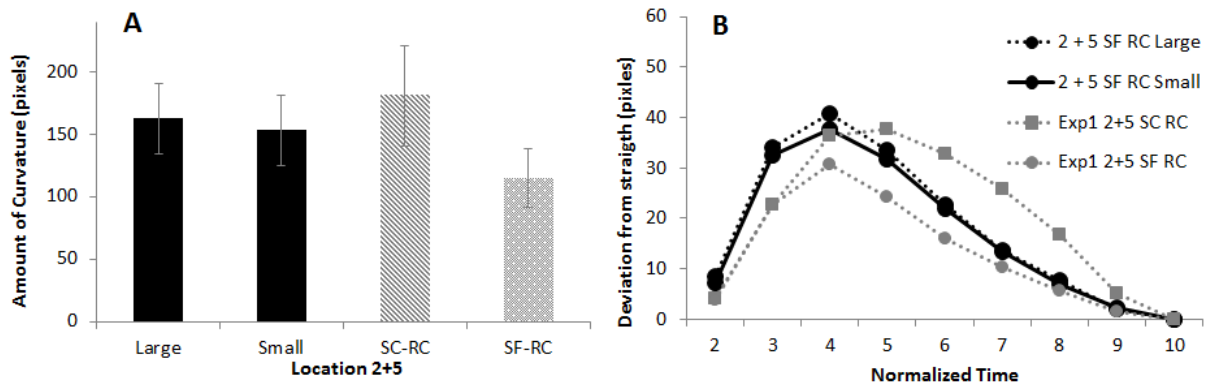 A
Amount of Curvature (pixels)
200
150
100
50
0
Large Small SC-RC SF-RC
Location 2+5
B
Deviation from straigth (pixles)
60
50
40
30
20
10
0
2 3 4 5 6 7 8 9 10
Normalized Time
2 + 5 SF RC Large
2 + 5 SF RC Small
Exp1 2+5 SC RC
Exp1 2+5 SF RC